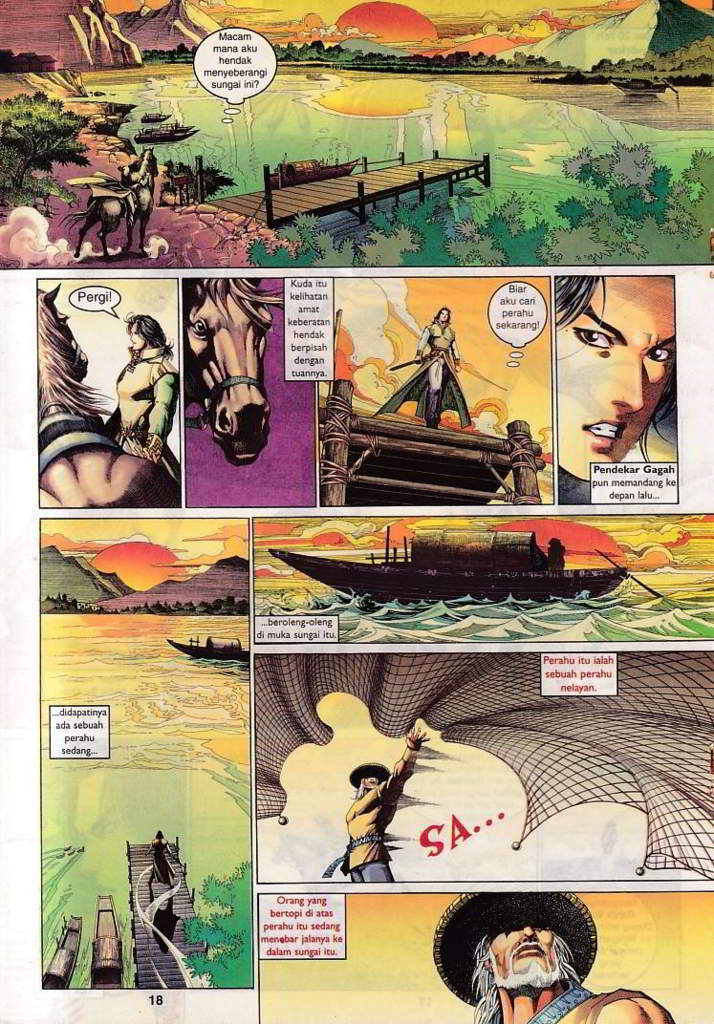 Macam
mana aku
hendak
menyeberangi
sungai ini?
Pergi!
Kuda itu
kelihatan
amat
keberatan
hendak
berpisah
dengan
tuannya.
Biar
aku cari
perahu
sekarang!
Pendekar Gagah
pun memandang ke
depan lalu...
...didapatinya
ada sebuah
perahu
sedang...
...beroleng-oleng
di muka sungai itu.
Perahu itu ialah
sebuah perahu
nelayan.
SA...
Orang yang
bertopi di atas
perahu itu sedang
menebar jalanya ke
dalam sungai itu.
18